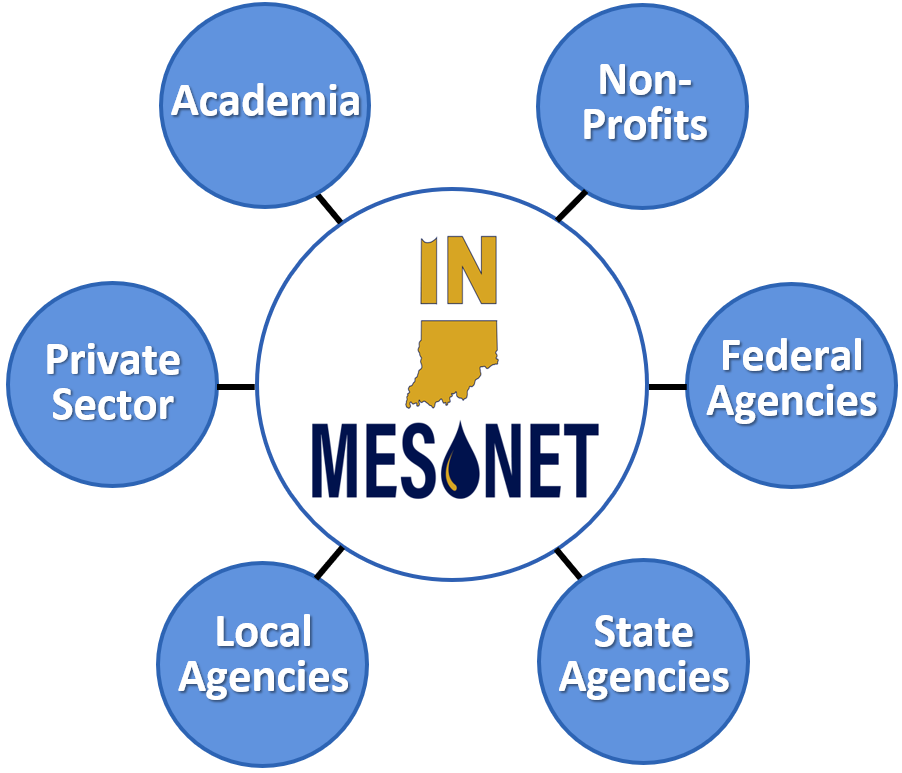 Academia
Non-
Profits
IN
Private
Sector
Federal
Agencies
MESONET
Local
Agencies
State
Agencies